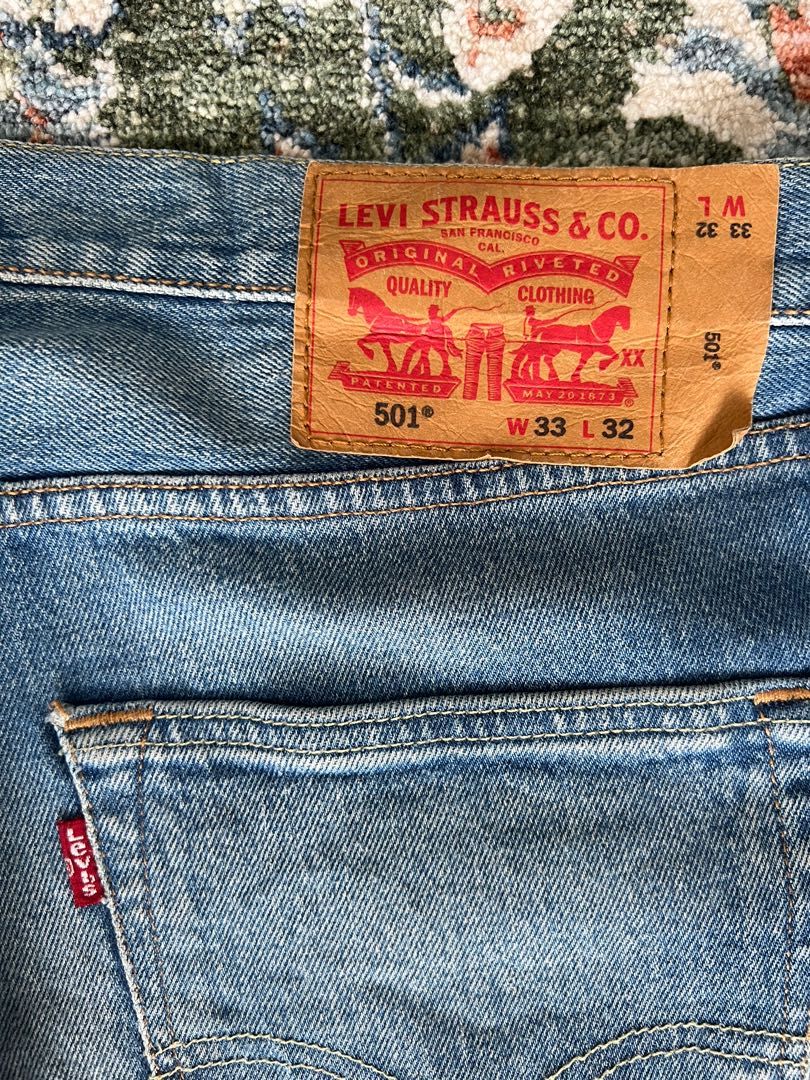 LEVI STRAUSS & CO.
SAN FRANCISCO
CAL.
ORIGINAL RIVETED
QUALITY CLOTHING
XX
PATENTED MAY 20 1873
®
501®
W 33 L 32
W L
33 32
501®
LEVI'S